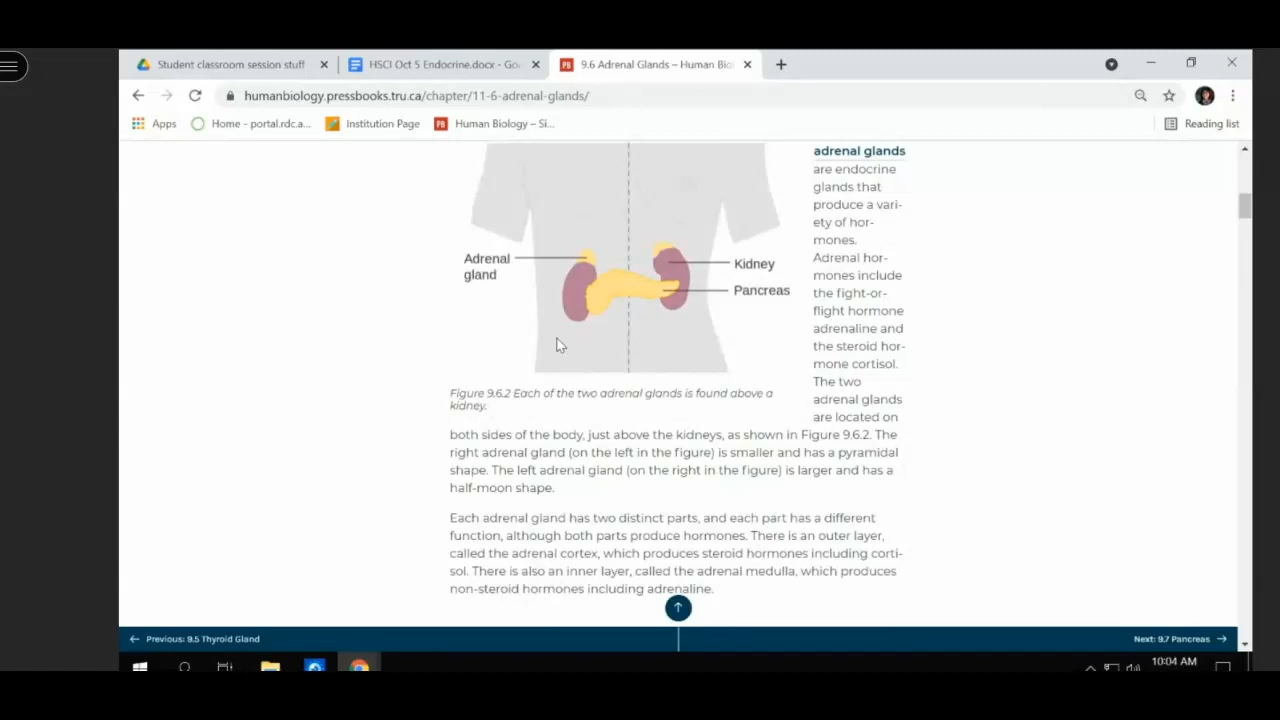 Student classroom session stuff
HSCI Oct 5 Endocrine.docx - Go
9.6 Adrenal Glands – Human Bio
humanbiology.pressbooks.tru.ca/chapter/11-6-adrenal-glands/
Apps
Home - portal.rdc.a...
Institution Page
Human Biology – Si...
Reading list
Adrenal
gland
Kidney
Pancreas
Figure 9.6.2 Each of the two adrenal glands is found above a
kidney.
adrenal glands
are endocrine
glands that
produce a vari-
ety of hor-
mones.
Adrenal hor-
mones include
the fight-or-
flight hormone
adrenaline and
the steroid hor-
mone cortisol.
The two
adrenal glands
are located on
both sides of the body, just above the kidneys, as shown in Figure 9.6.2. The
right adrenal gland (on the left in the figure) is smaller and has a pyramidal
shape. The left adrenal gland (on the right in the figure) is larger and has a
half-moon shape.
Each adrenal gland has two distinct parts, and each part has a different
function, although both parts produce hormones. There is an outer layer,
called the adrenal cortex, which produces steroid hormones including corti-
sol. There is also an inner layer, called the adrenal medulla, which produces
non-steroid hormones including adrenaline.
Previous: 9.5 Thyroid Gland
Next: 9.7 Pancreas
10:04 AM